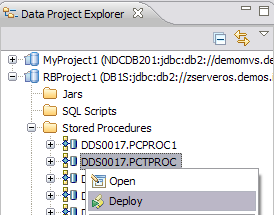 Data Project Explorer
MyProject1 (NDCDB201:jdbc:db2://demomvs.
RBProject1 (DB1S:jdbc:db2://zserveros.demos.
Jars
SQL Scripts
Stored Procedures
DDS0017.PCPROC1
DDS0017.PCTPROC
Open
Deploy